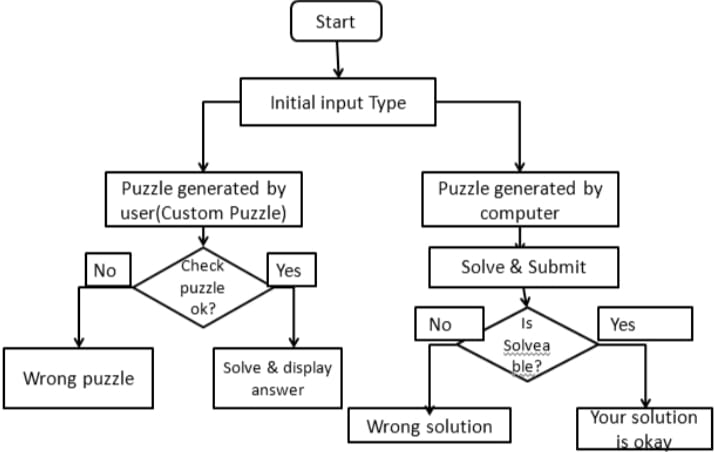 Start
Initial input Type
Puzzle generated by
user(Custom Puzzle)
Puzzle generated by
computer
No
Check
puzzle
ok?
Yes
Solve & Submit
No
Is
Solvea
ble?
Yes
Wrong puzzle
Solve & display
answer
Wrong solution
Your solution
is okay